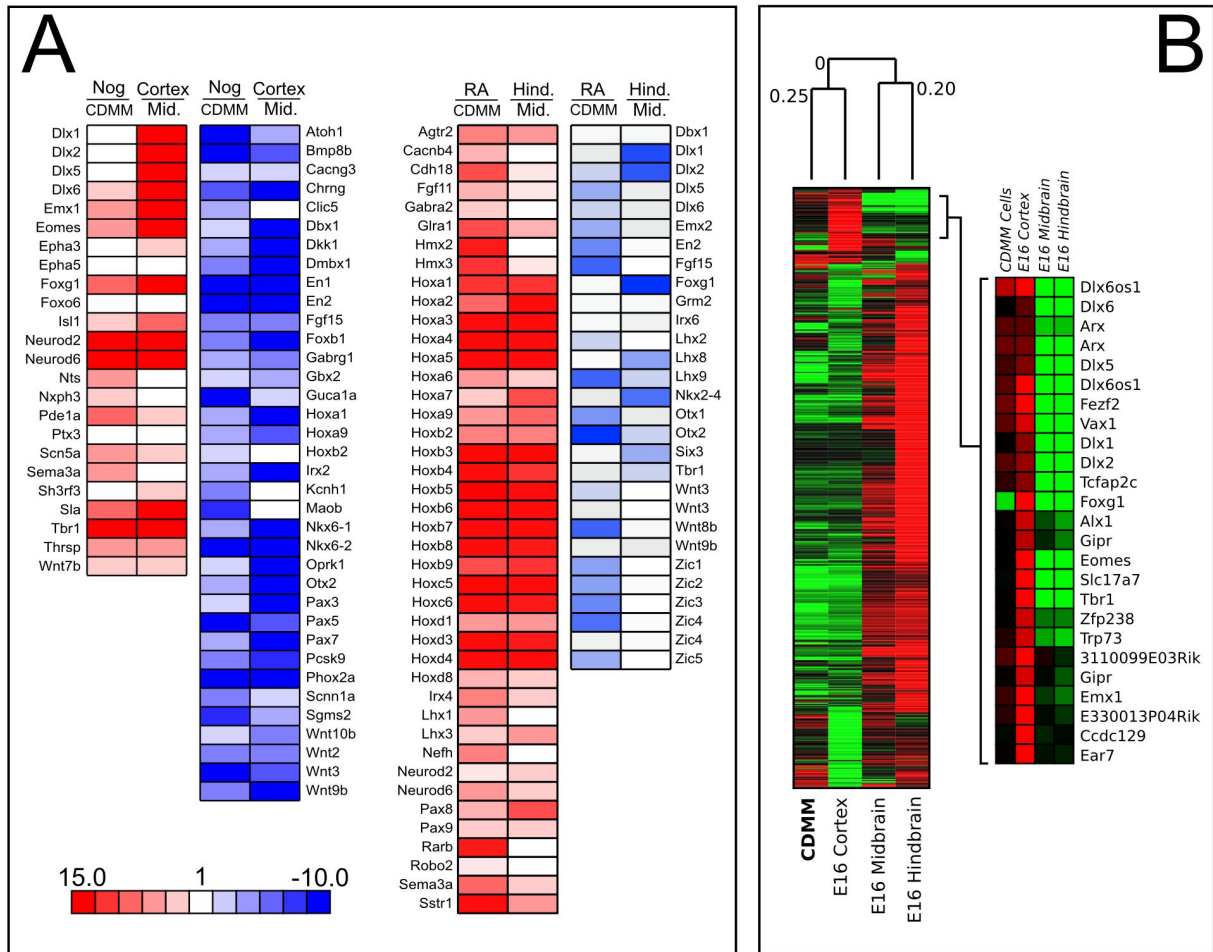 A
Nog
CDMM
Cortex
Mid.
Dlx1
Dlx2
Dlx5
Dlx6
Emx1
Eomes
Epha3
Epha5
Foxg1
Foxo6
Isl1
Neurod2
Neurod6
Nts
Nxph3
Pde1a
Ptx3
Scn5a
Sema3a
Sh3rf3
Sla
Tbr1
Thrsp
Wnt7b
Nog
CDMM
Cortex
Mid.
Atoh1
Bmp8b
Cacng3
Chrng
Clic5
Dbx1
Dkk1
Dmbx1
En1
En2
Fgf15
Foxb1
Gabrg1
Gbx2
Guca1a
Hoxa1
Hoxa9
Hoxb2
Irx2
Kcnh1
Maob
Nkx6-1
Nkx6-2
Oprk1
Otx2
Pax3
Pax5
Pax7
Pcsk9
Phox2a
Scnn1a
Sgms2
Wnt10b
Wnt2
Wnt3
Wnt9b
15.0 1 -10.0
RA
CDMM
Hind.
Mid.
Agtr2
Cacnb4
Cdh18
Fgf11
Gabra2
Glra1
Hmx2
Hmx3
Hoxa1
Hoxa2
Hoxa3
Hoxa4
Hoxa5
Hoxa6
Hoxa7
Hoxa9
Hoxb2
Hoxb3
Hoxb4
Hoxb5
Hoxb6
Hoxb7
Hoxb8
Hoxb9
Hoxc5
Hoxc6
Hoxd1
Hoxd3
Hoxd4
Hoxd8
Irx4
Lhx1
Lhx3
Nefh
Neurod2
Neurod6
Pax8
Pax9
Rarb
Robo2
Sema3a
Sstr1
RA
CDMM
Hind.
Mid.
Dbx1
Dlx1
Dlx2
Dlx5
Dlx6
Emx2
En2
Fgf15
Foxg1
Grm2
Irx6
Lhx2
Lhx8
Lhx9
Nkx2-4
Otx1
Otx2
Six3
Tbr1
Wnt3
Wnt3
Wnt8b
Wnt9b
Zic1
Zic2
Zic3
Zic4
Zic4
Zic5
B
0
0.25
0.20
CDMM
E16 Cortex
E16 Midbrain
E16 Hindbrain
CDMM Cells
E16 Cortex
E16 Midbrain
E16 Hindbrain
Dlx6os1
Dlx6
Arx
Arx
Dlx5
Dlx6os1
Fezf2
Vax1
Dlx1
Dlx2
Tcfap2c
Foxg1
Alx1
Gipr
Eomes
Slc17a7
Tbr1
Zfp238
Trp73
3110099E03Rik
Gipr
Emx1
E330013P04Rik
Ccdc129
Ear7